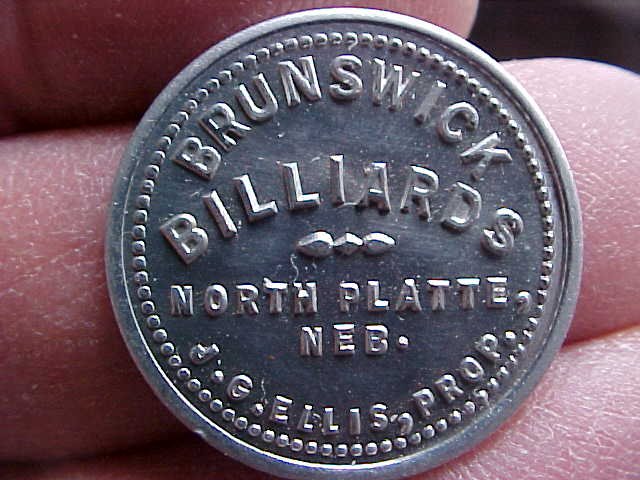 BRUNSWICK
BILLIARDS
NORTH PLATTE,
NEB.
J.G.ELLIS, PROP.